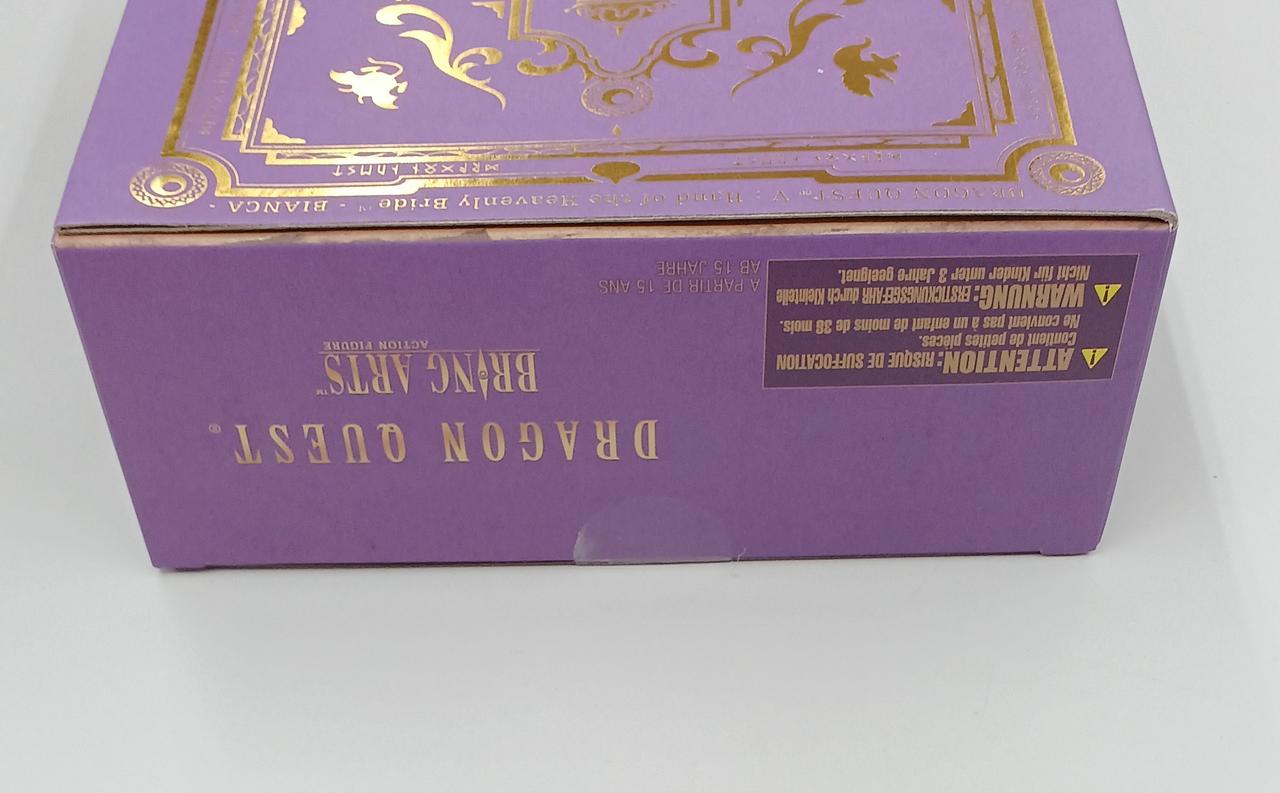 DRAGON QUEST®
BRING ARTS™
ACTION FIGURE
ATTENTION: RISQUE DE SUFFOCATION
Contient de petites pièces.
Ne convient pas à un enfant de moins de 36 mois.
WARNUNG: ERSTICKUNGSGEFAHR durch Kleinteile
Nicht für Kinder unter 3 Jahre geeignet.
A PARTIR DE 15 ANS
AB 15 JAHRE
DRAGON QUEST® V : Hand of the Heavenly Bride™ - BIANCA -